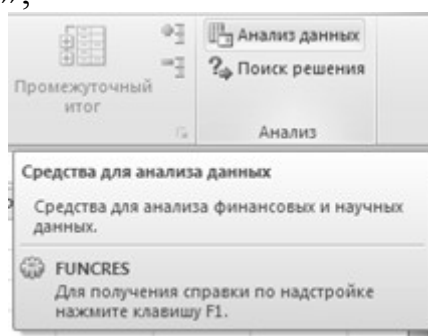 Анализ данных
Поиск решения
Промежуточный
итог
Анализ
Средства для анализа данных
Средства для анализа финансовых и научных
данных.
FUNCRES
Для получения справки по надстройке
нажмите клавишу F1.